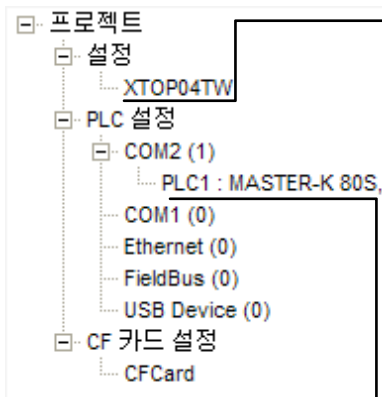 프로젝트
설정
XTOP04TW
PLC 설정
COM2 (1)
PLC1 : MASTER-K 80S,
COM1 (0)
Ethernet (0)
FieldBus (0)
USB Device (0)
CF 카드 설정
CFCard